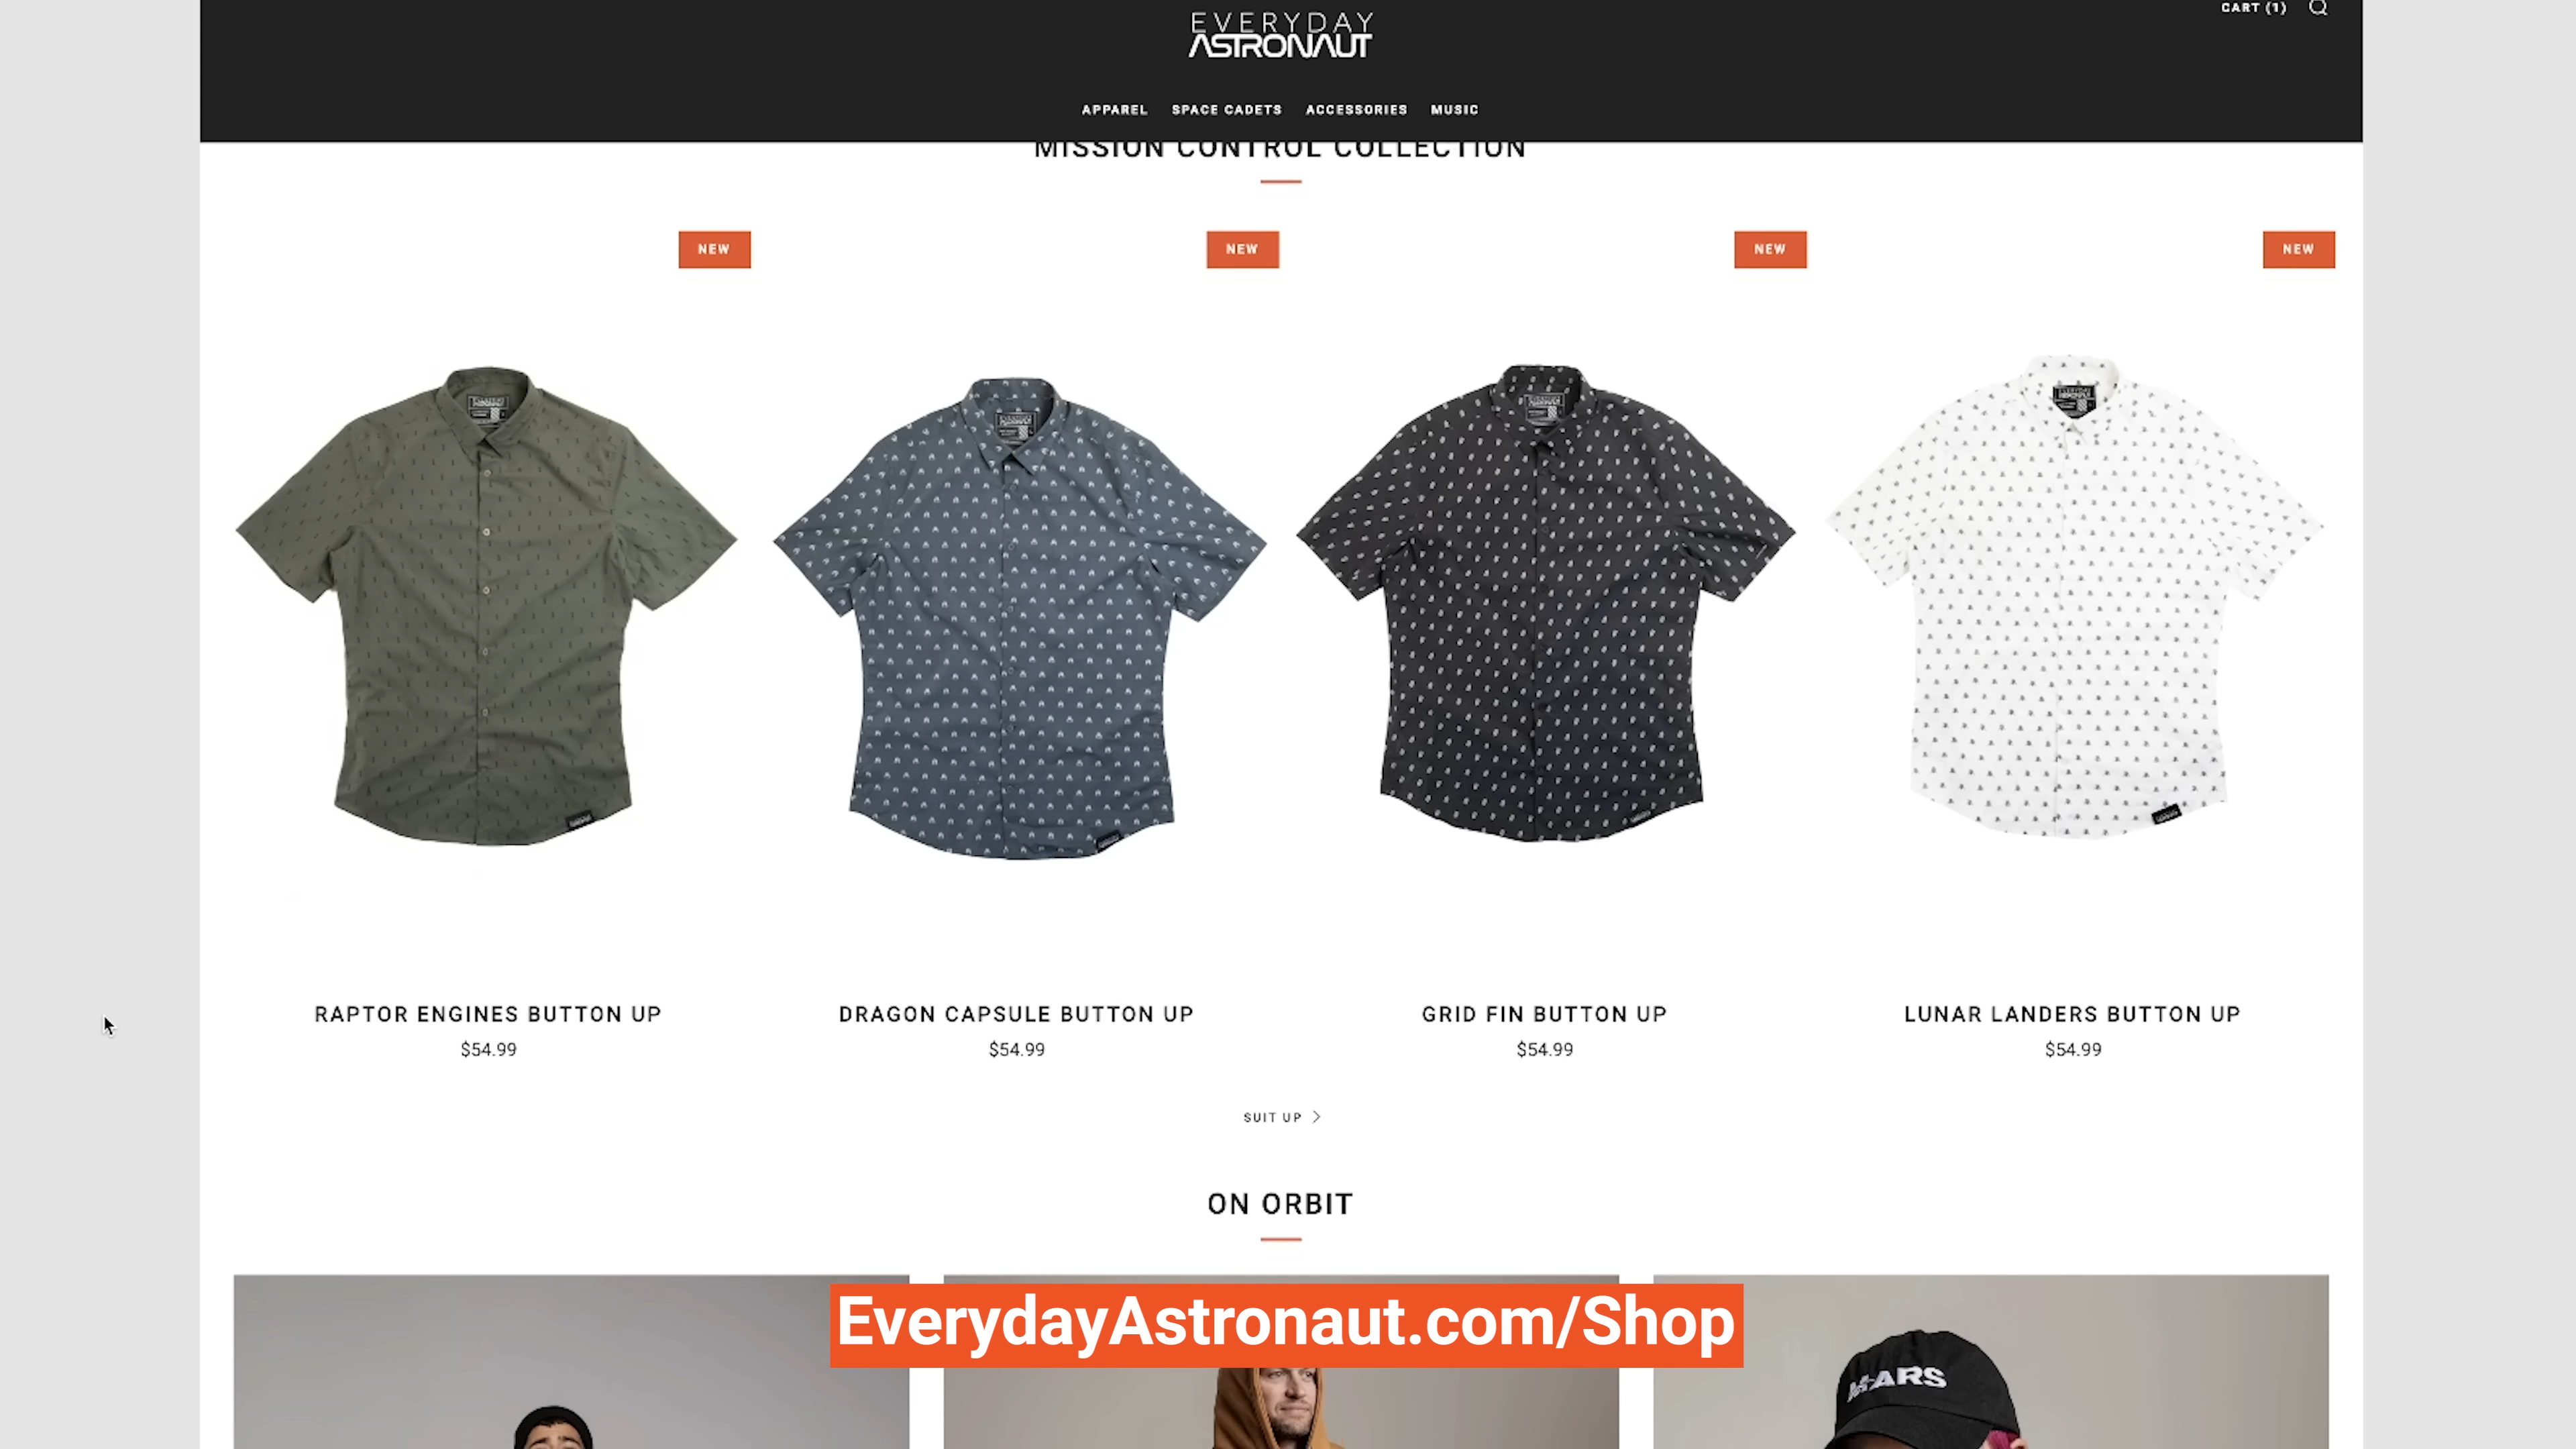 CART (1)
EVERYDAY
ASTRONAUT
APPAREL SPACE CADETS ACCESSORIES MUSIC
MISSION CONTROL COLLECTION
NEW NEW NEW NEW
RAPTOR ENGINES BUTTON UP
$54.99
DRAGON CAPSULE BUTTON UP
$54.99
GRID FIN BUTTON UP
$54.99
LUNAR LANDERS BUTTON UP
$54.99
SUIT UP
ON ORBIT
EverydayAstronaut.com/Shop
MARS